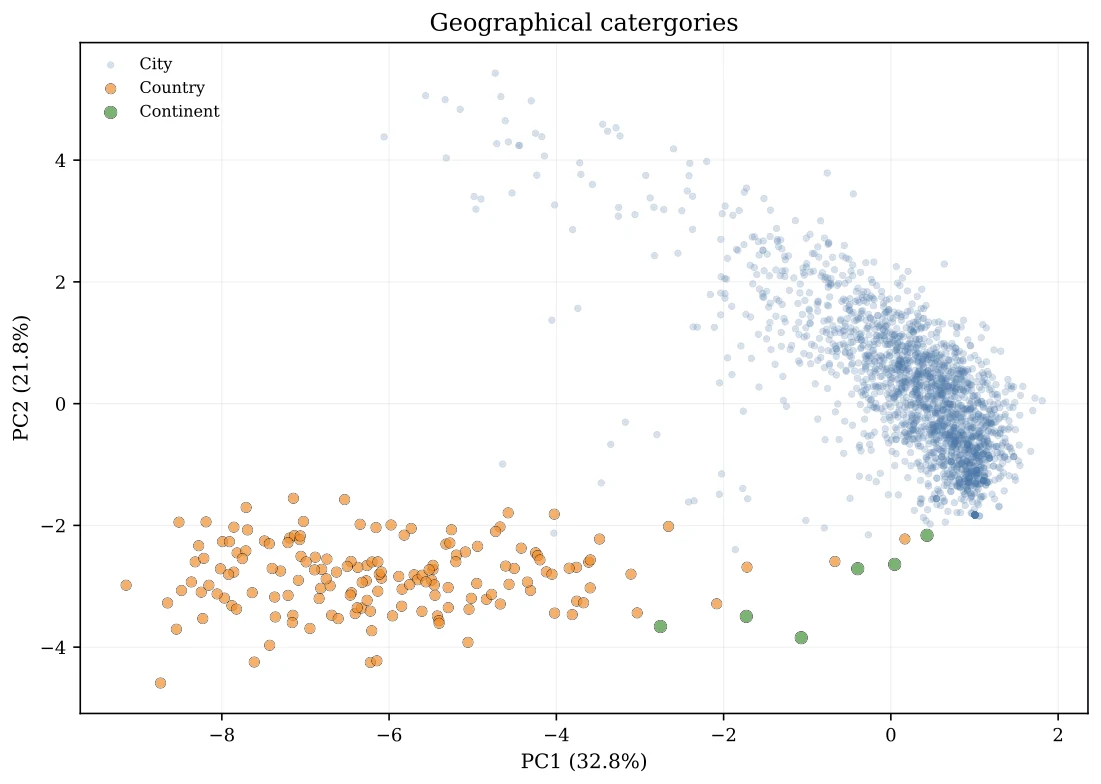 Geographical catergories
City
Country
Continent
4
2
0
−2
−4
PC2 (21.8%)
−8 −6 −4 −2 0 2
PC1 (32.8%)